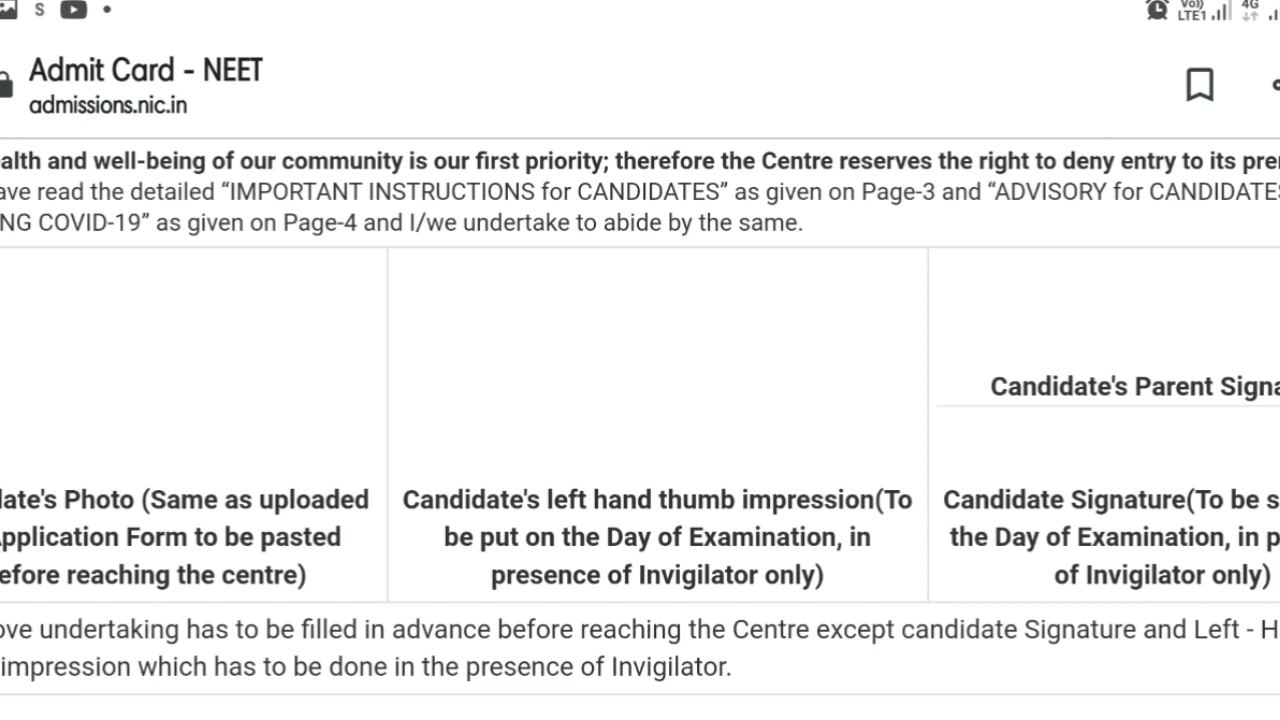 S
Vo)) 4G
LTE1
Admit Card - NEET
admissions.nic.in
alth and well-being of our community is our first priority; therefore the Centre reserves the right to deny entry to its pre
ave read the detailed “IMPORTANT INSTRUCTIONS for CANDIDATES” as given on Page-3 and “ADVISORY for CANDIDATES
NG COVID-19” as given on Page-4 and I/we undertake to abide by the same.
Candidate's Parent Signa
late's Photo (Same as uploaded
pplication Form to be pasted
efore reaching the centre)
Candidate's left hand thumb impression(To
be put on the Day of Examination, in
presence of Invigilator only)
Candidate Signature(To be s
the Day of Examination, in p
of Invigilator only)
ove undertaking has to be filled in advance before reaching the Centre except candidate Signature and Left - H
impression which has to be done in the presence of Invigilator.